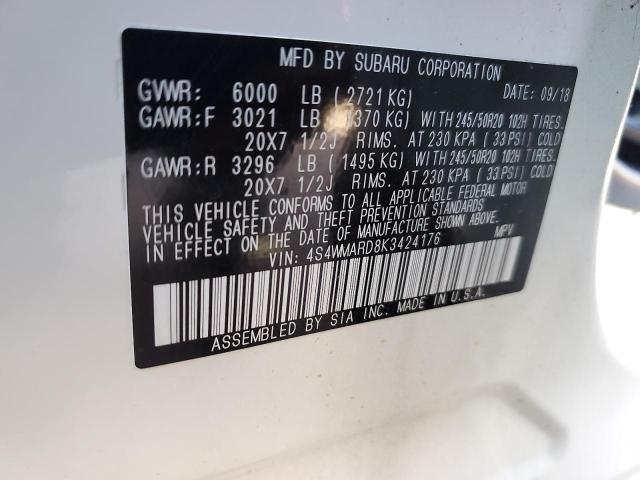 MFD BY SUBARU CORPORATION
GVWR: 6000 LB (2721 KG) DATE: 09/18
GAWR:F 3021 LB (1370 KG) WITH 245/50R20 102H TIRES.
20X7 1/2J RIMS. AT 230 KPA (33 PSI) COLD
GAWR:R 3296 LB (1495 KG) WITH 245/50R20 102H TIRES.
20X7 1/2J RIMS. AT 230 KPA (33 PSI) COLD
THIS VEHICLE CONFORMS TO ALL APPLICABLE FEDERAL MOTOR
VEHICLE SAFETY AND BUMPER STANDARDS
IN EFFECT ON THE DATE OF MANUFACTURE SHOWN ABOVE.
VIN: 4S4WMARD8K3424176 MPV
ASSEMBLED BY SIA INC. MADE IN U.S.A.